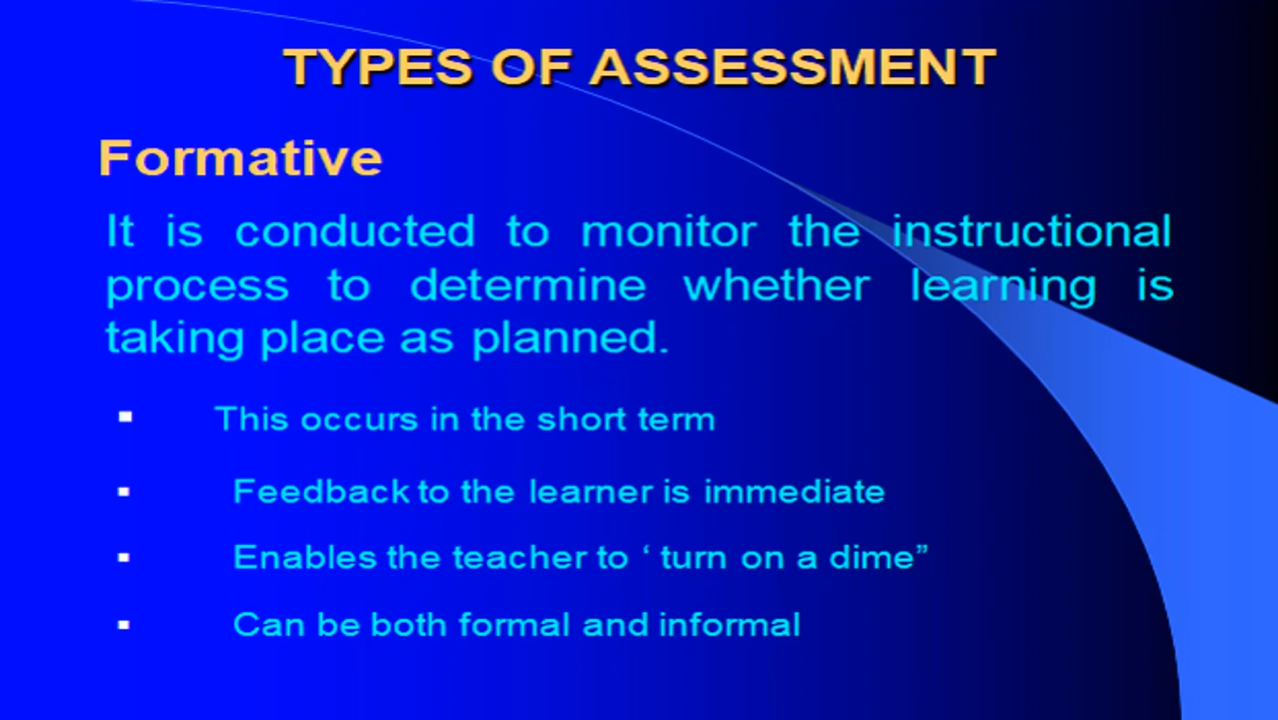 TYPES OF ASSESSMENT
Formative
It is conducted to monitor the instructional
process to determine whether learning is
taking place as planned.
▪ This occurs in the short term
▪ Feedback to the learner is immediate
▪ Enables the teacher to ‘ turn on a dime”
▪ Can be both formal and informal